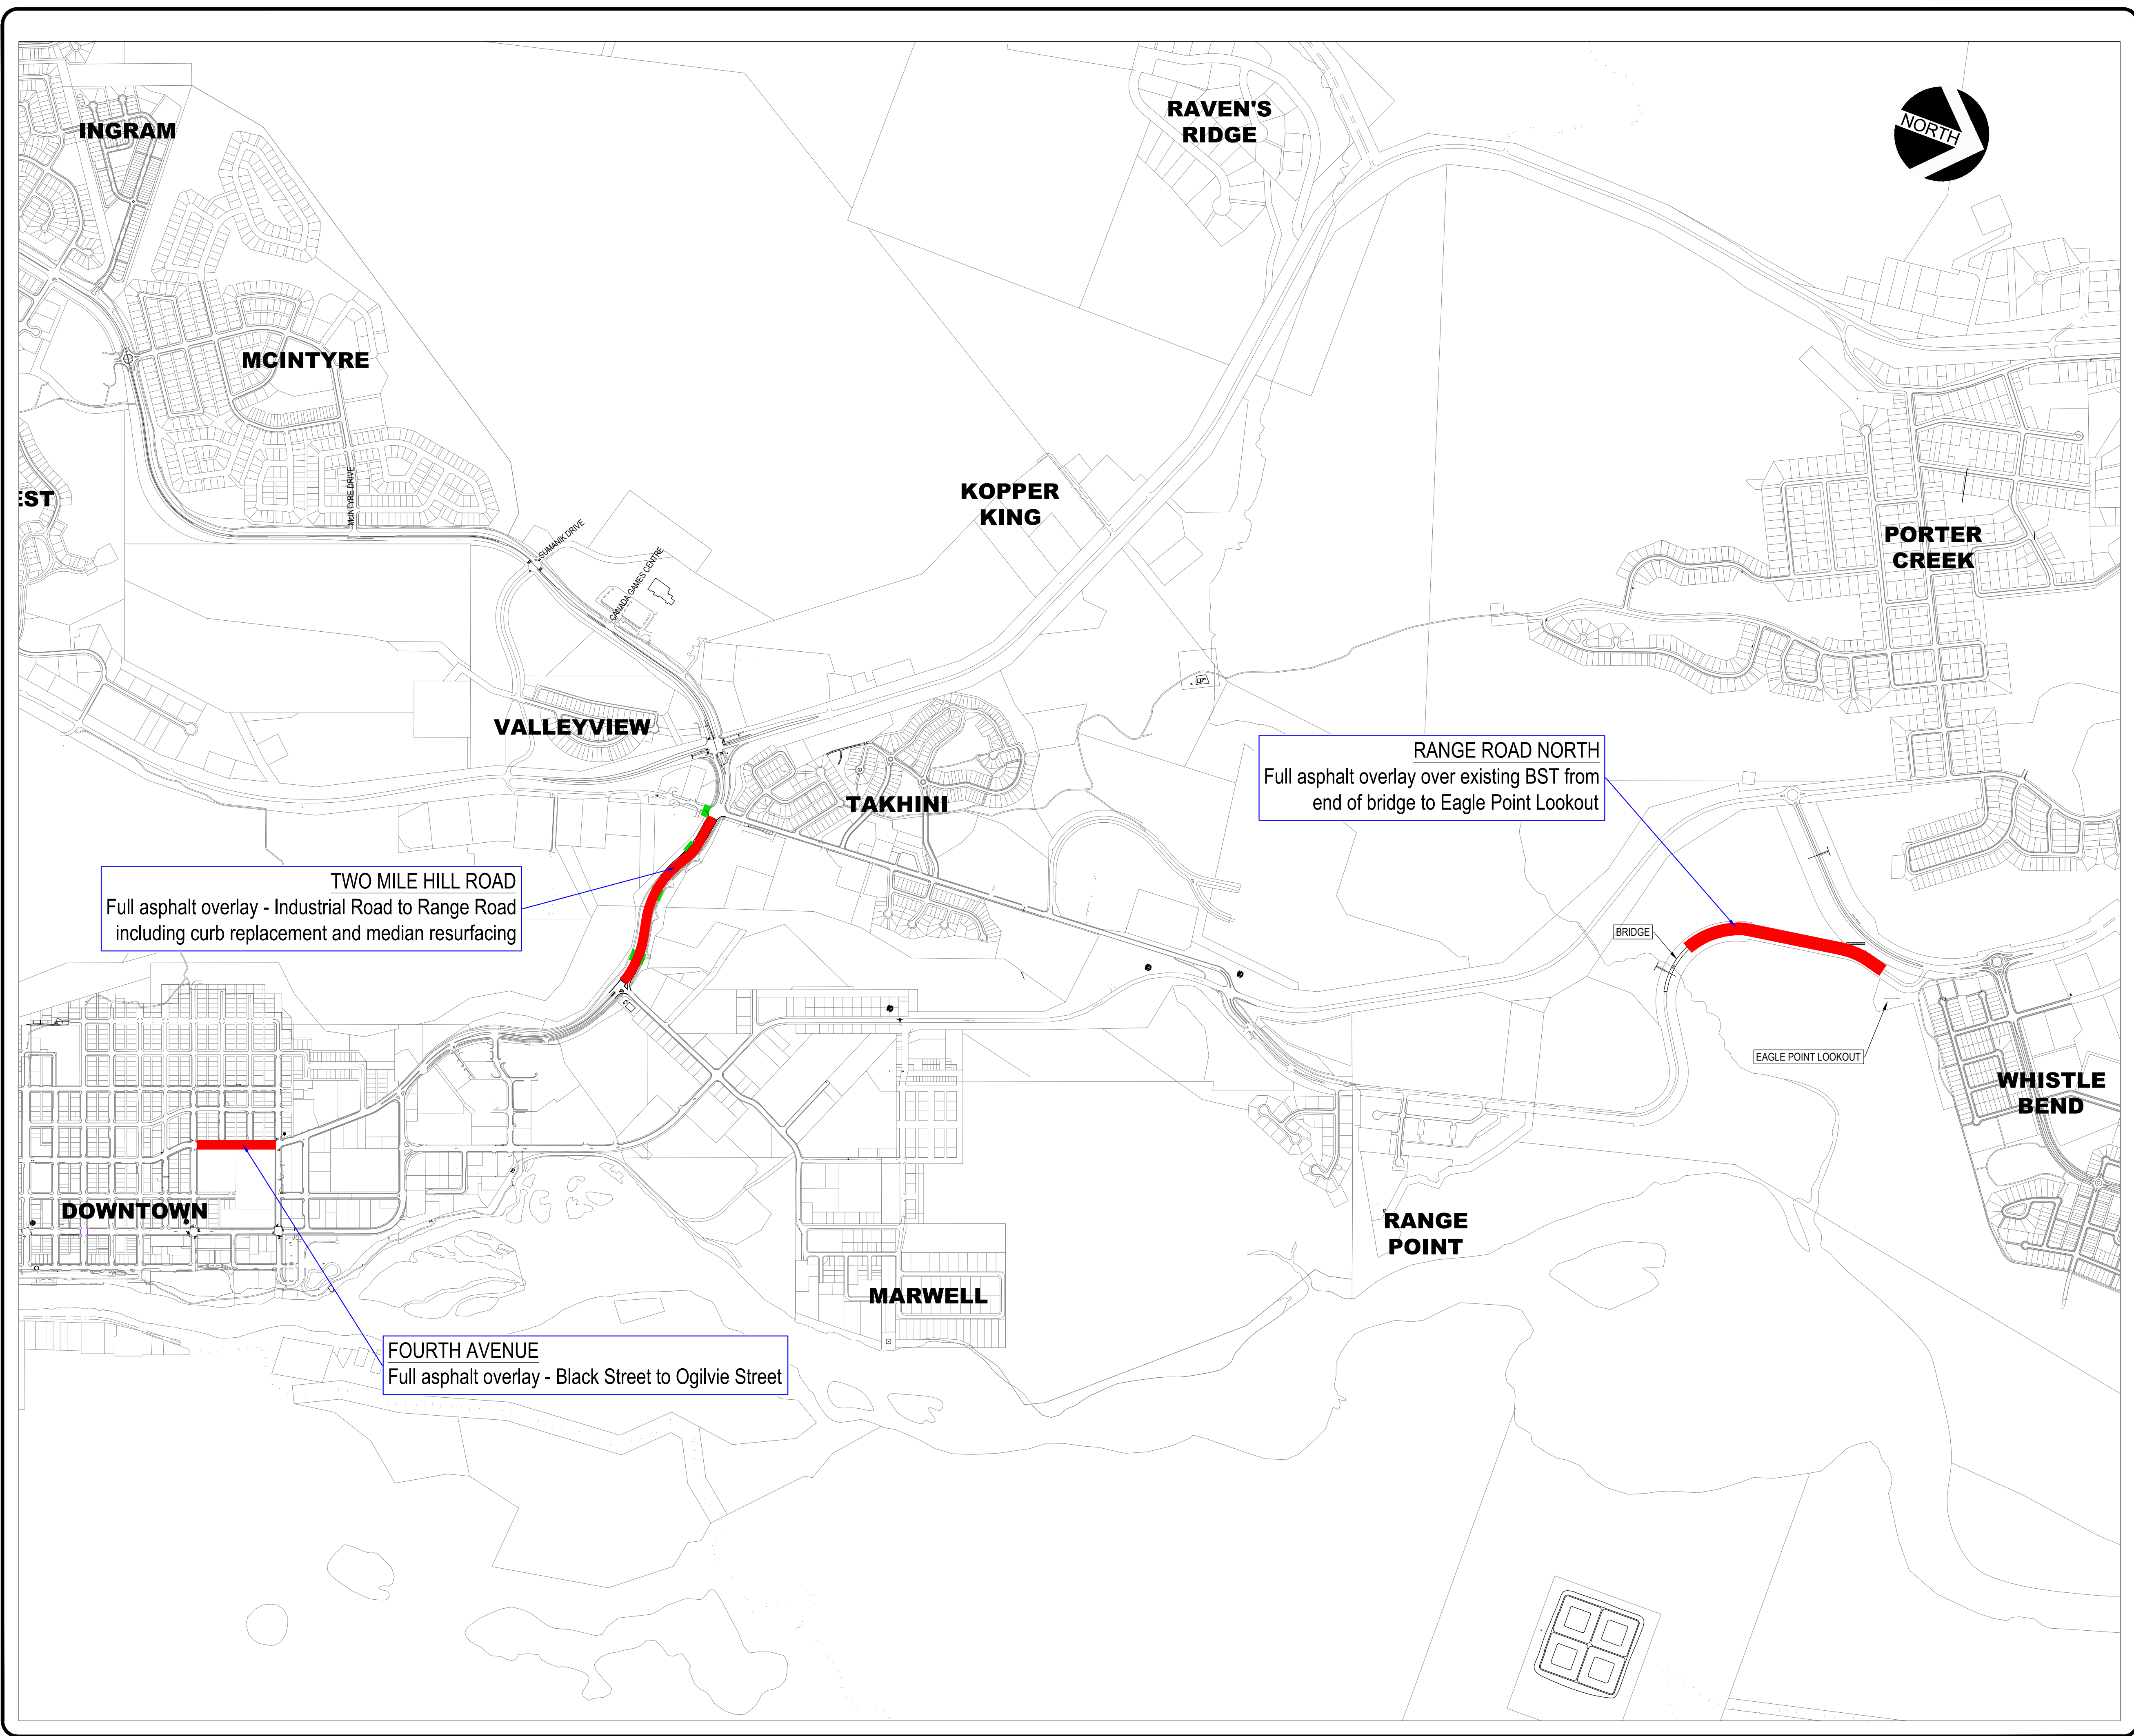 INGRAM
RAVEN'S
RIDGE
NORTH
MCINTYRE
EST
McINTYRE DRIVE
SUMANIK DRIVE
CANADA GAMES CENTRE
KOPPER
KING
PORTER
CREEK
VALLEYVIEW
TAKHINI
RANGE ROAD NORTH
Full asphalt overlay over existing BST from
end of bridge to Eagle Point Lookout
TWO MILE HILL ROAD
Full asphalt overlay - Industrial Road to Range Road
including curb replacement and median resurfacing
BRIDGE
EAGLE POINT LOOKOUT
WHISTLE
BEND
DOWNTOWN
RANGE
POINT
MARWELL
FOURTH AVENUE
Full asphalt overlay - Black Street to Ogilvie Street